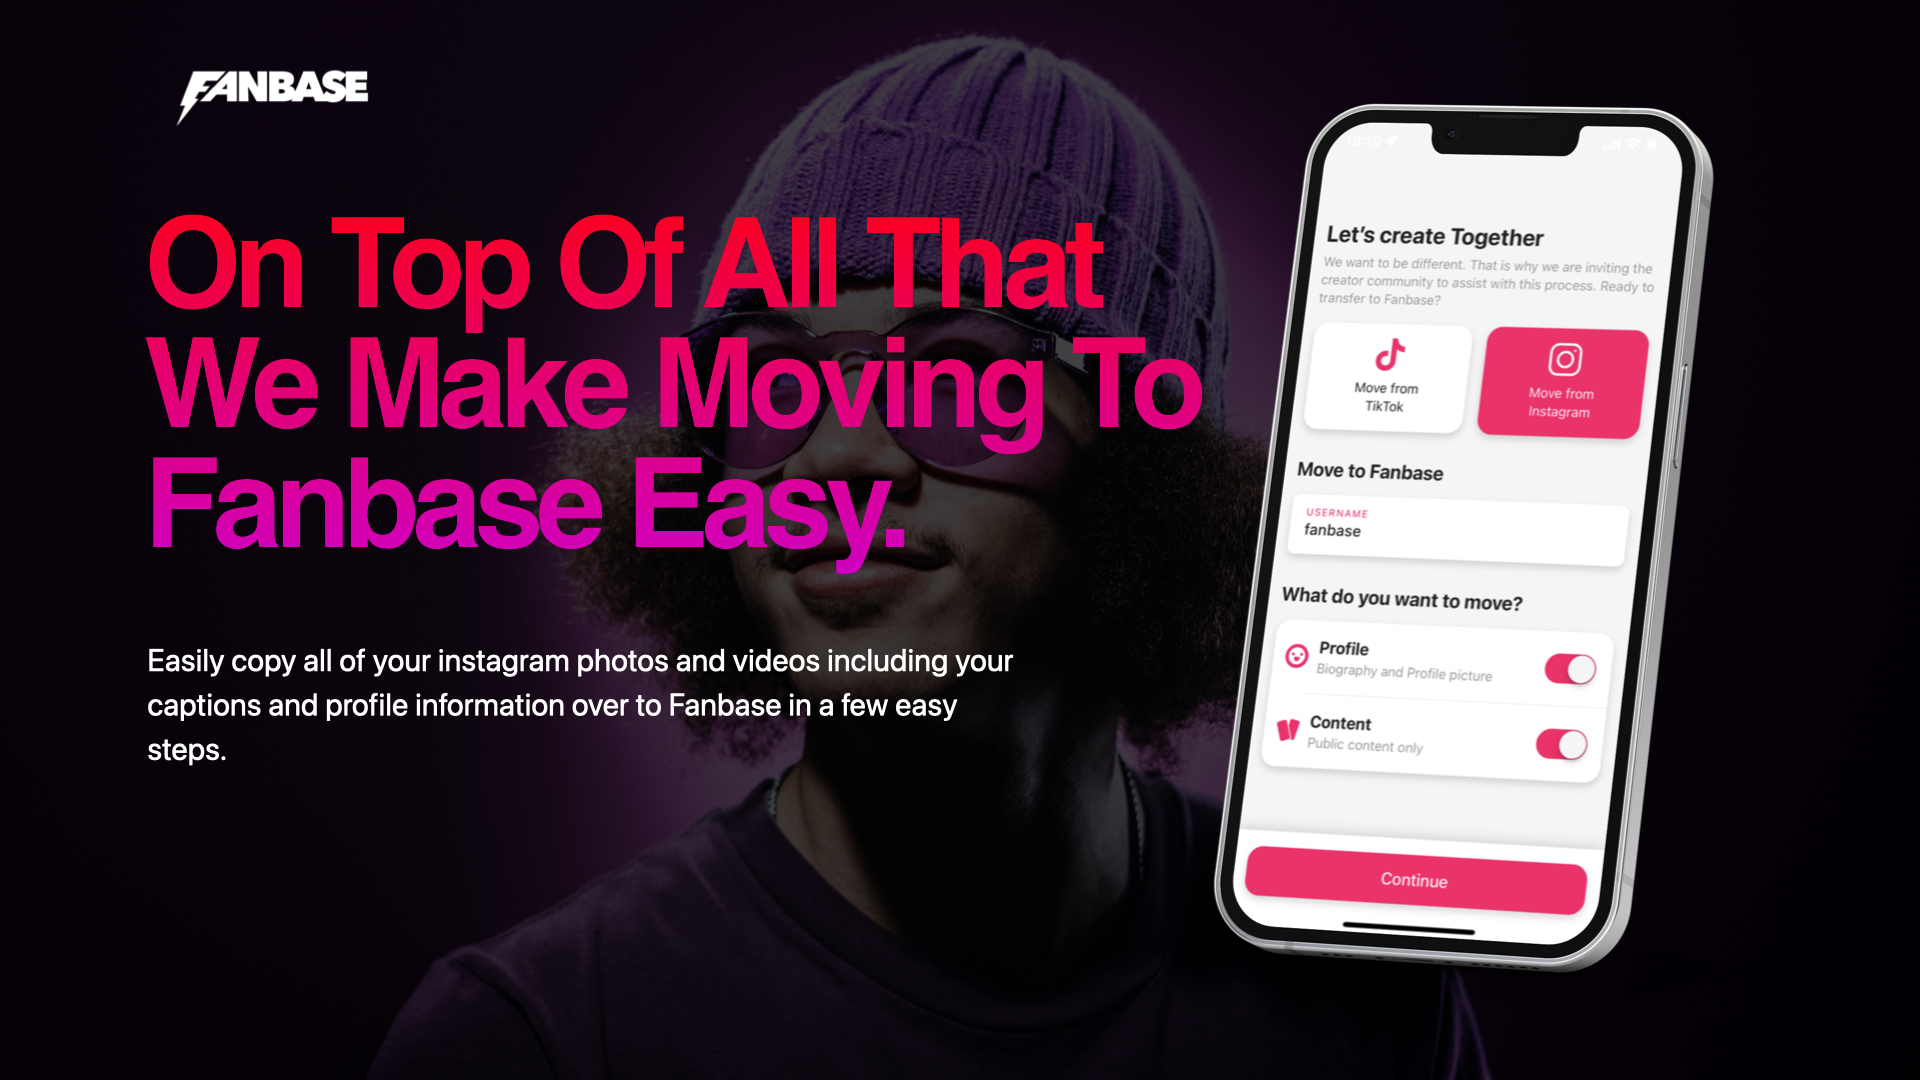 FANBASE
On Top Of All That
We Make Moving To
Fanbase Easy.
Easily copy all of your instagram photos and videos including your
captions and profile information over to Fanbase in a few easy
steps.
Let's create Together
We want to be different. That is why we are inviting the
creator community to assist with this process. Ready to
transfer to Fanbase?
Move from
TikTok
Move from
Instagram
Move to Fanbase
USERNAME
fanbase
What do you want to move?
Profile
Biography and Profile picture
Content
Public content only
Continue